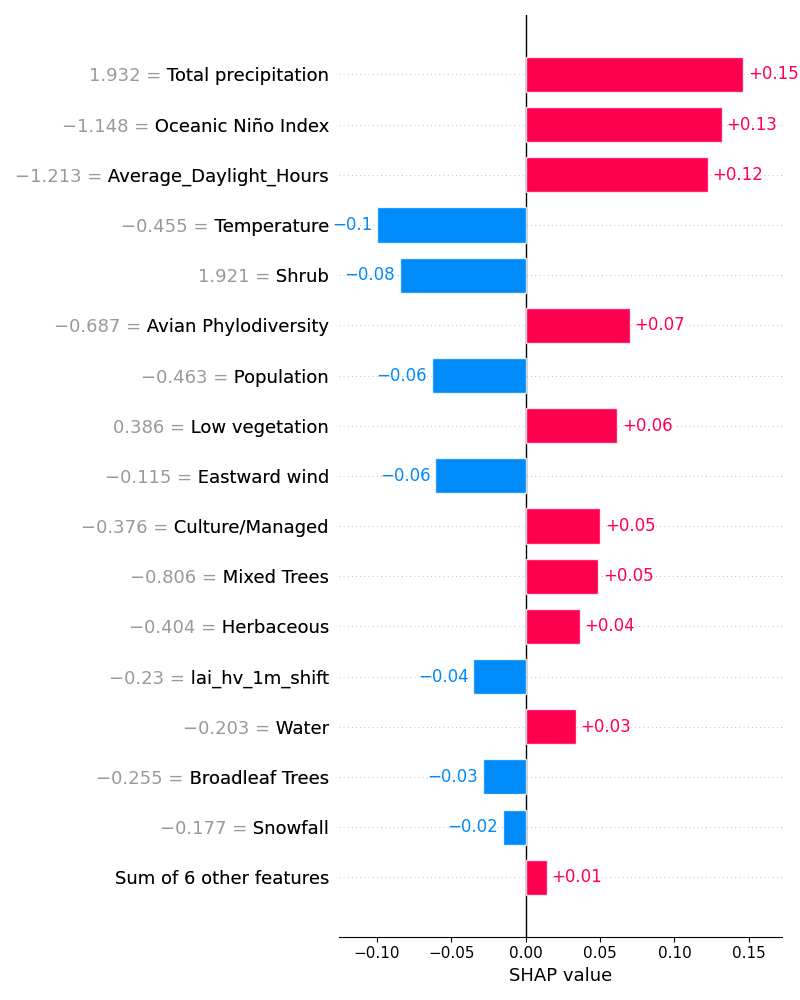 1.932 = Total precipitation +0.15
−1.148 = Oceanic Niño Index +0.13
−1.213 = Average_Daylight_Hours +0.12
−0.455 = Temperature −0.1
1.921 = Shrub −0.08
−0.687 = Avian Phylodiversity +0.07
−0.463 = Population −0.06
0.386 = Low vegetation +0.06
−0.115 = Eastward wind −0.06
−0.376 = Culture/Managed +0.05
−0.806 = Mixed Trees +0.05
−0.404 = Herbaceous +0.04
−0.23 = lai_hv_1m_shift −0.04
−0.203 = Water +0.03
−0.255 = Broadleaf Trees −0.03
−0.177 = Snowfall −0.02
Sum of 6 other features +0.01
−0.10 −0.05 0.00 0.05 0.10 0.15
SHAP value